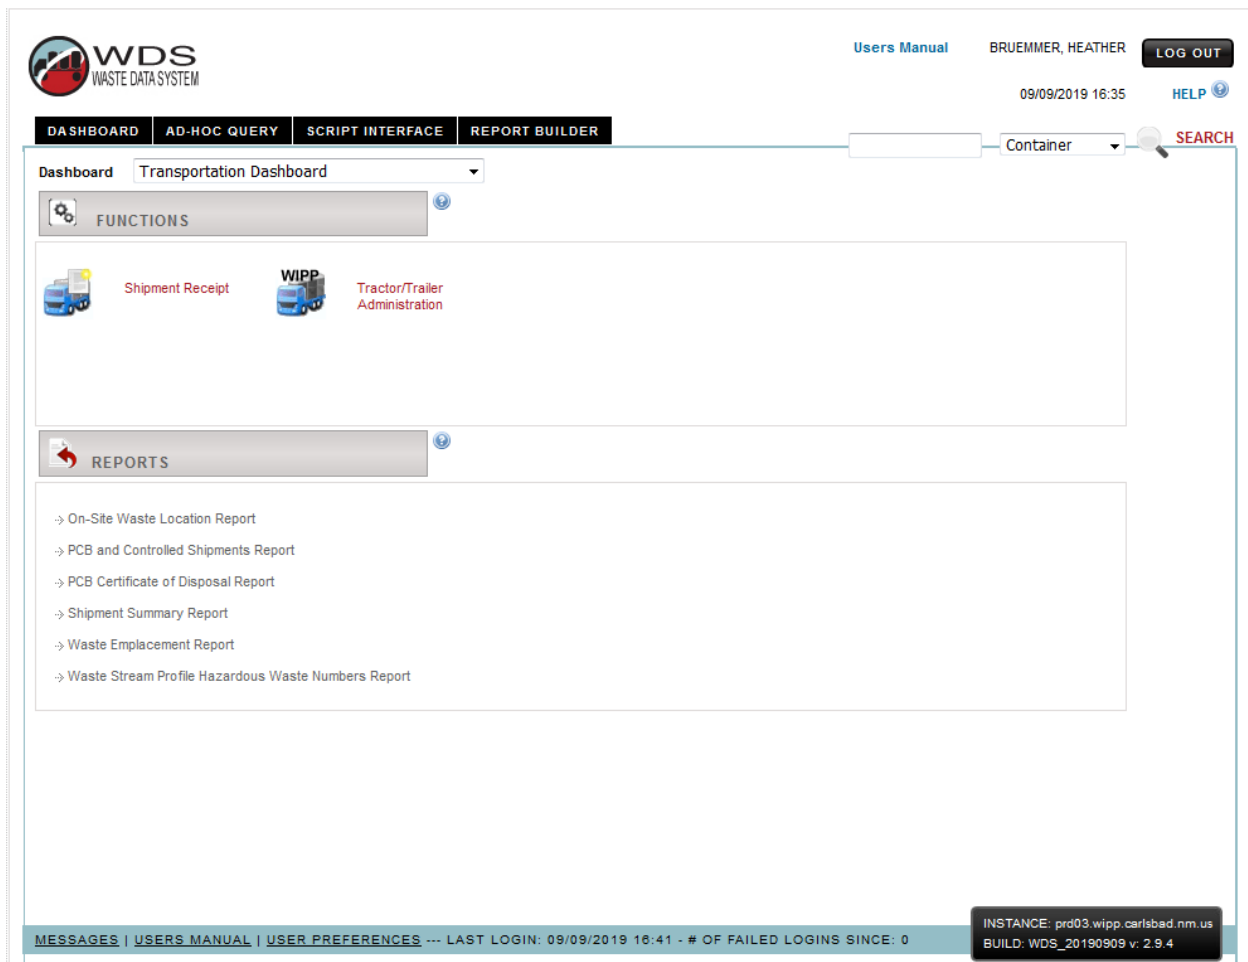 WDS
WASTE DATA SYSTEM
Users Manual BRUEMMER, HEATHER LOG OUT
09/09/2019 16:35 HELP
DASHBOARD AD-HOC QUERY SCRIPT INTERFACE REPORT BUILDER
Container SEARCH
Dashboard Transportation Dashboard
FUNCTIONS
Shipment Receipt
WIPP
Tractor/Trailer
Administration
REPORTS
On-Site Waste Location Report
PCB and Controlled Shipments Report
PCB Certificate of Disposal Report
Shipment Summary Report
Waste Emplacement Report
Waste Stream Profile Hazardous Waste Numbers Report
MESSAGES | USERS MANUAL | USER PREFERENCES --- LAST LOGIN: 09/09/2019 16:41 - # OF FAILED LOGINS SINCE: 0
INSTANCE: prd03.wipp.carlsbad.nm.us
BUILD: WDS_20190909 v: 2.9.4